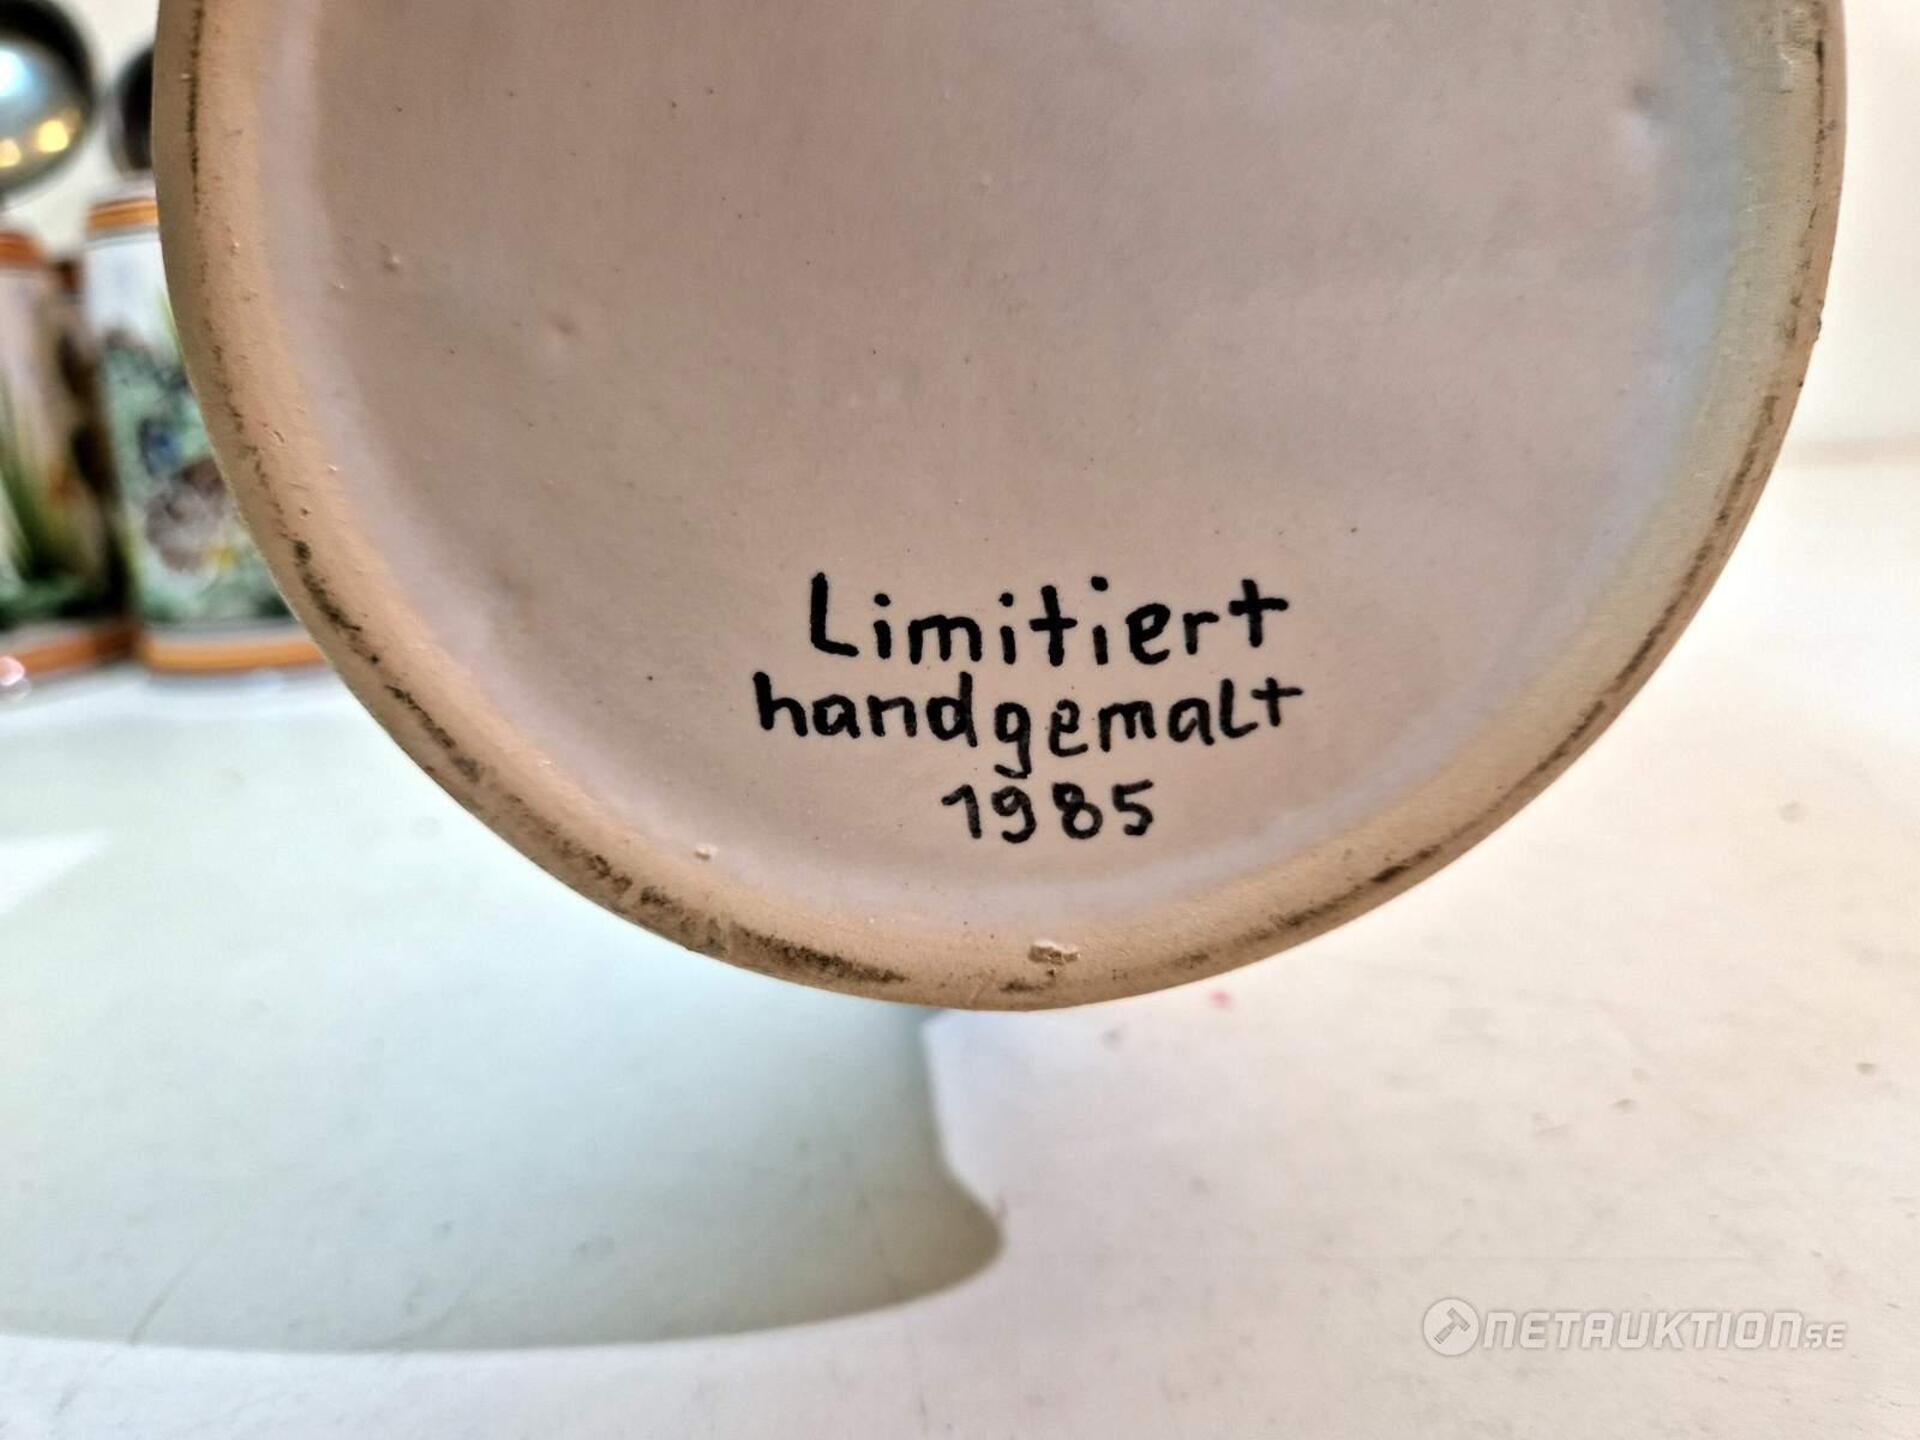 Limitiert
handgemalt
1985
NETAUKTION.SE